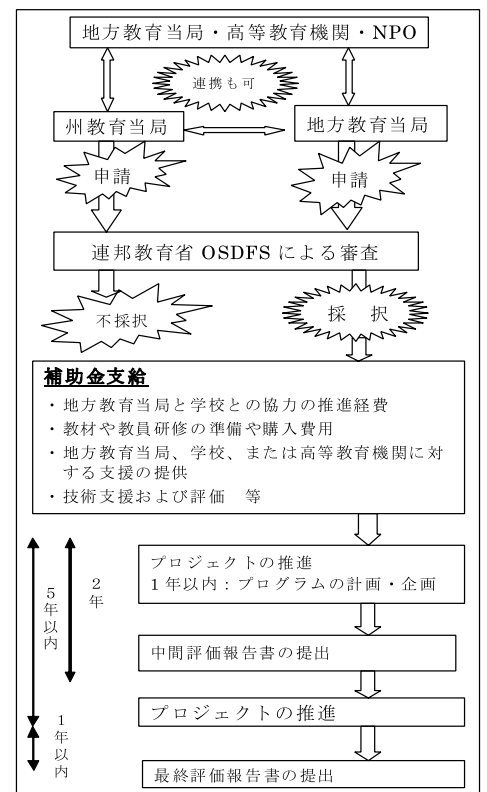 地方教育当局・高等教育機関・NPO
連携も可
州教育当局
地方教育当局
申請
申請
連邦教育省 OSDFS による審査
不採択
採　択
補助金支給
・地方教育当局と学校との協力の推進経費
・教材や教員研修の準備や購入費用
・地方教育当局、学校、または高等教育機関に対
する支援の提供
・技術支援および評価　等
プロジェクトの推進
1 年以内：プログラムの計画・企画
２年
５年以内
中間評価報告書の提出
プロジェクトの推進
１年以内
最終評価報告書の提出